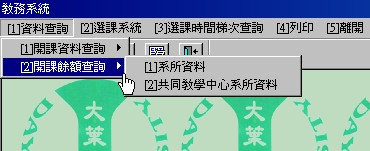 教務系統
[1]資料查詢 [2]選課系統 [3]選課時間梯次查詢 [4]列印 [5]離開
[1]開課資料查詢
[2]開課餘額查詢
[1]系所資料
[2]共同教學中心系所資料
大葉
大葉
DAY
SITY
DAY